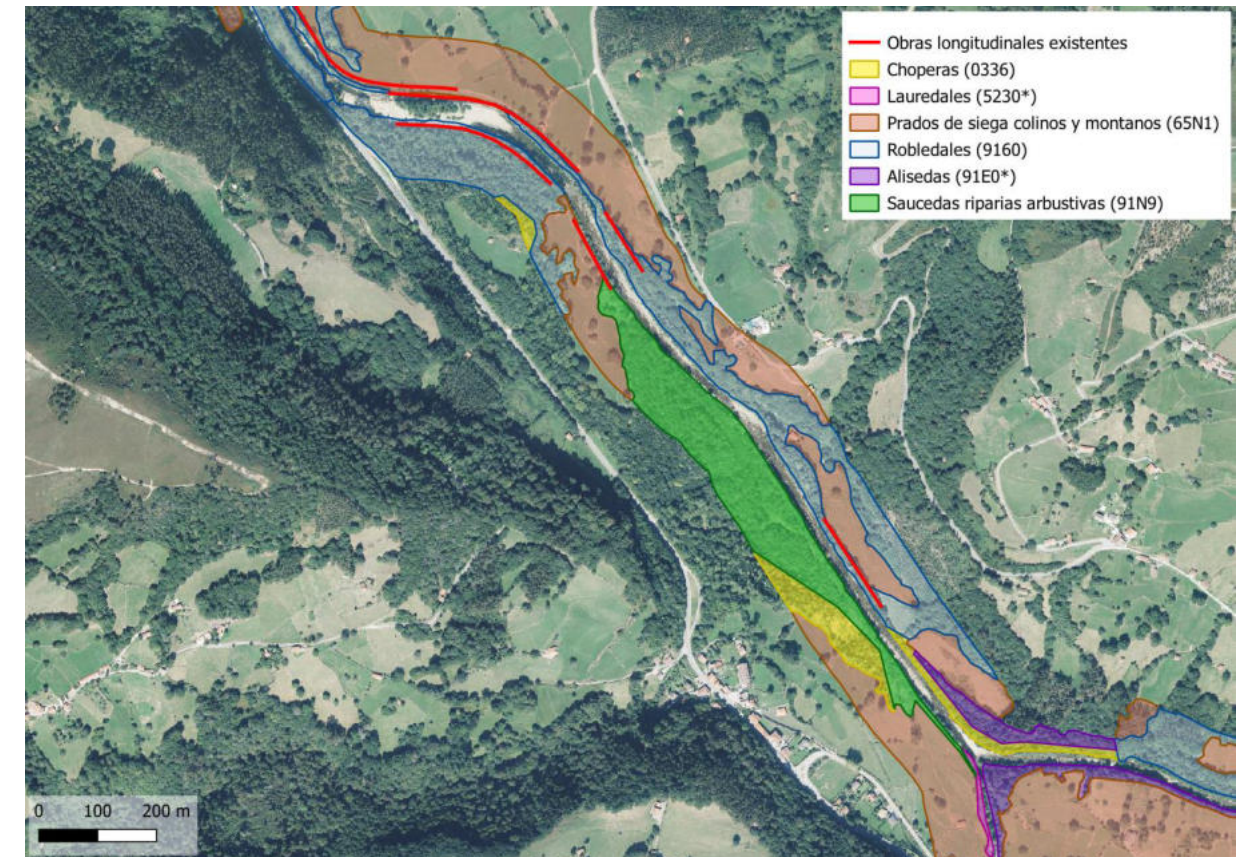 Obras longitudinales existentes
Choperas (0336)
Lauredales (5230*)
Prados de siega colinos y montanos (65N1)
Robledales (9160)
Alisedas (91E0*)
Saucedas riparias arbustivas (91N9)
0 100 200 m